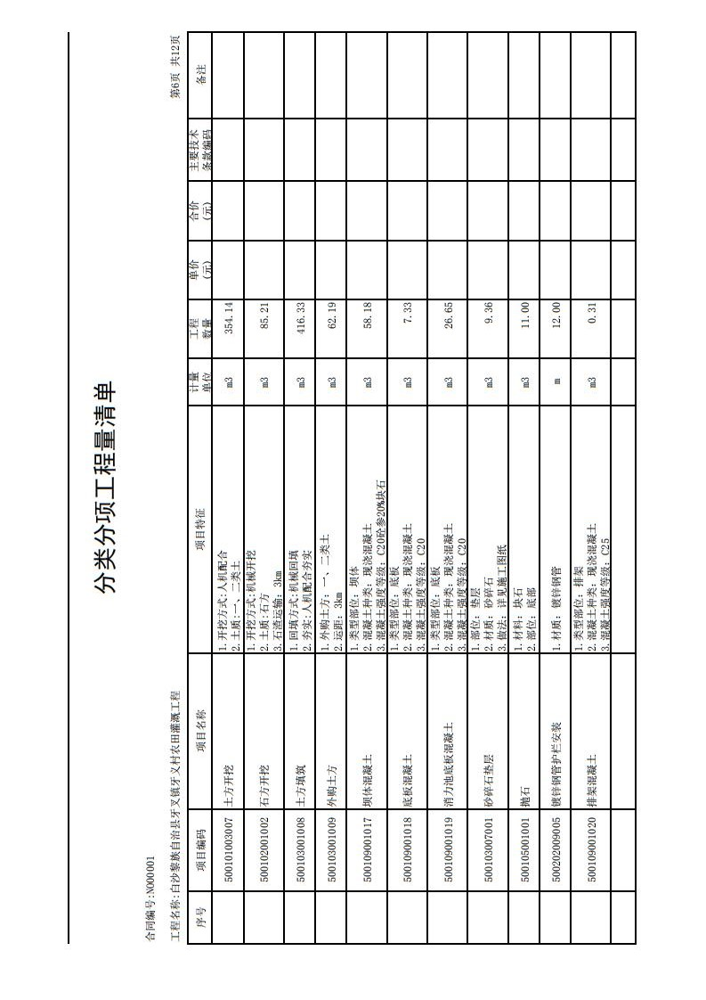 分类分项工程量清单
合同编号:NO00001
工程名称:白沙黎族自治县牙叉镇牙义村农田灌溉工程 第6页 共12页
序号 项目编码 项目名称 项目特征 计量单位 工程数量 单价(元) 合价(元) 主要技术条款编码 备注
500101003007 土方开挖 1.开挖方式:人机配合
2.土质:一、二类土 m3 354.14
500102001002 石方开挖 1.开挖方式:机械开挖
2.土质:石方
3.石渣运输：3km m3 85.21
500103001008 土方填筑 1.回填方式:机械回填
2.夯实:人机配合夯实 m3 416.33
500103001009 外购土方 1.外购土方：一、二类土
2.运距：3km m3 62.19
500109001017 坝体混凝土 1.类型部位：坝体
2.混凝土种类：现浇混凝土
3.混凝土强度等级：C20砼参20%块石 m3 58.18
500109001018 底板混凝土 1.类型部位：底板
2.混凝土种类：现浇混凝土
3.混凝土强度等级：C20 m3 7.33
500109001019 消力池底板混凝土 1.类型部位：底板
2.混凝土种类：现浇混凝土
3.混凝土强度等级：C20 m3 26.65
500103007001 砂碎石垫层 1.部位：垫层
2.材质：砂碎石
3.做法：详见施工图纸 m3 9.36
500105001001 抛石 1.材料：块石
2.部位：底部 m3 11.00
500202009005 镀锌钢管护栏安装 1.材质：镀锌钢管 m 12.00
500109001020 排架混凝土 1.类型部位：排架
2.混凝土种类：现浇混凝土
3.混凝土强度等级：C25 m3 0.31